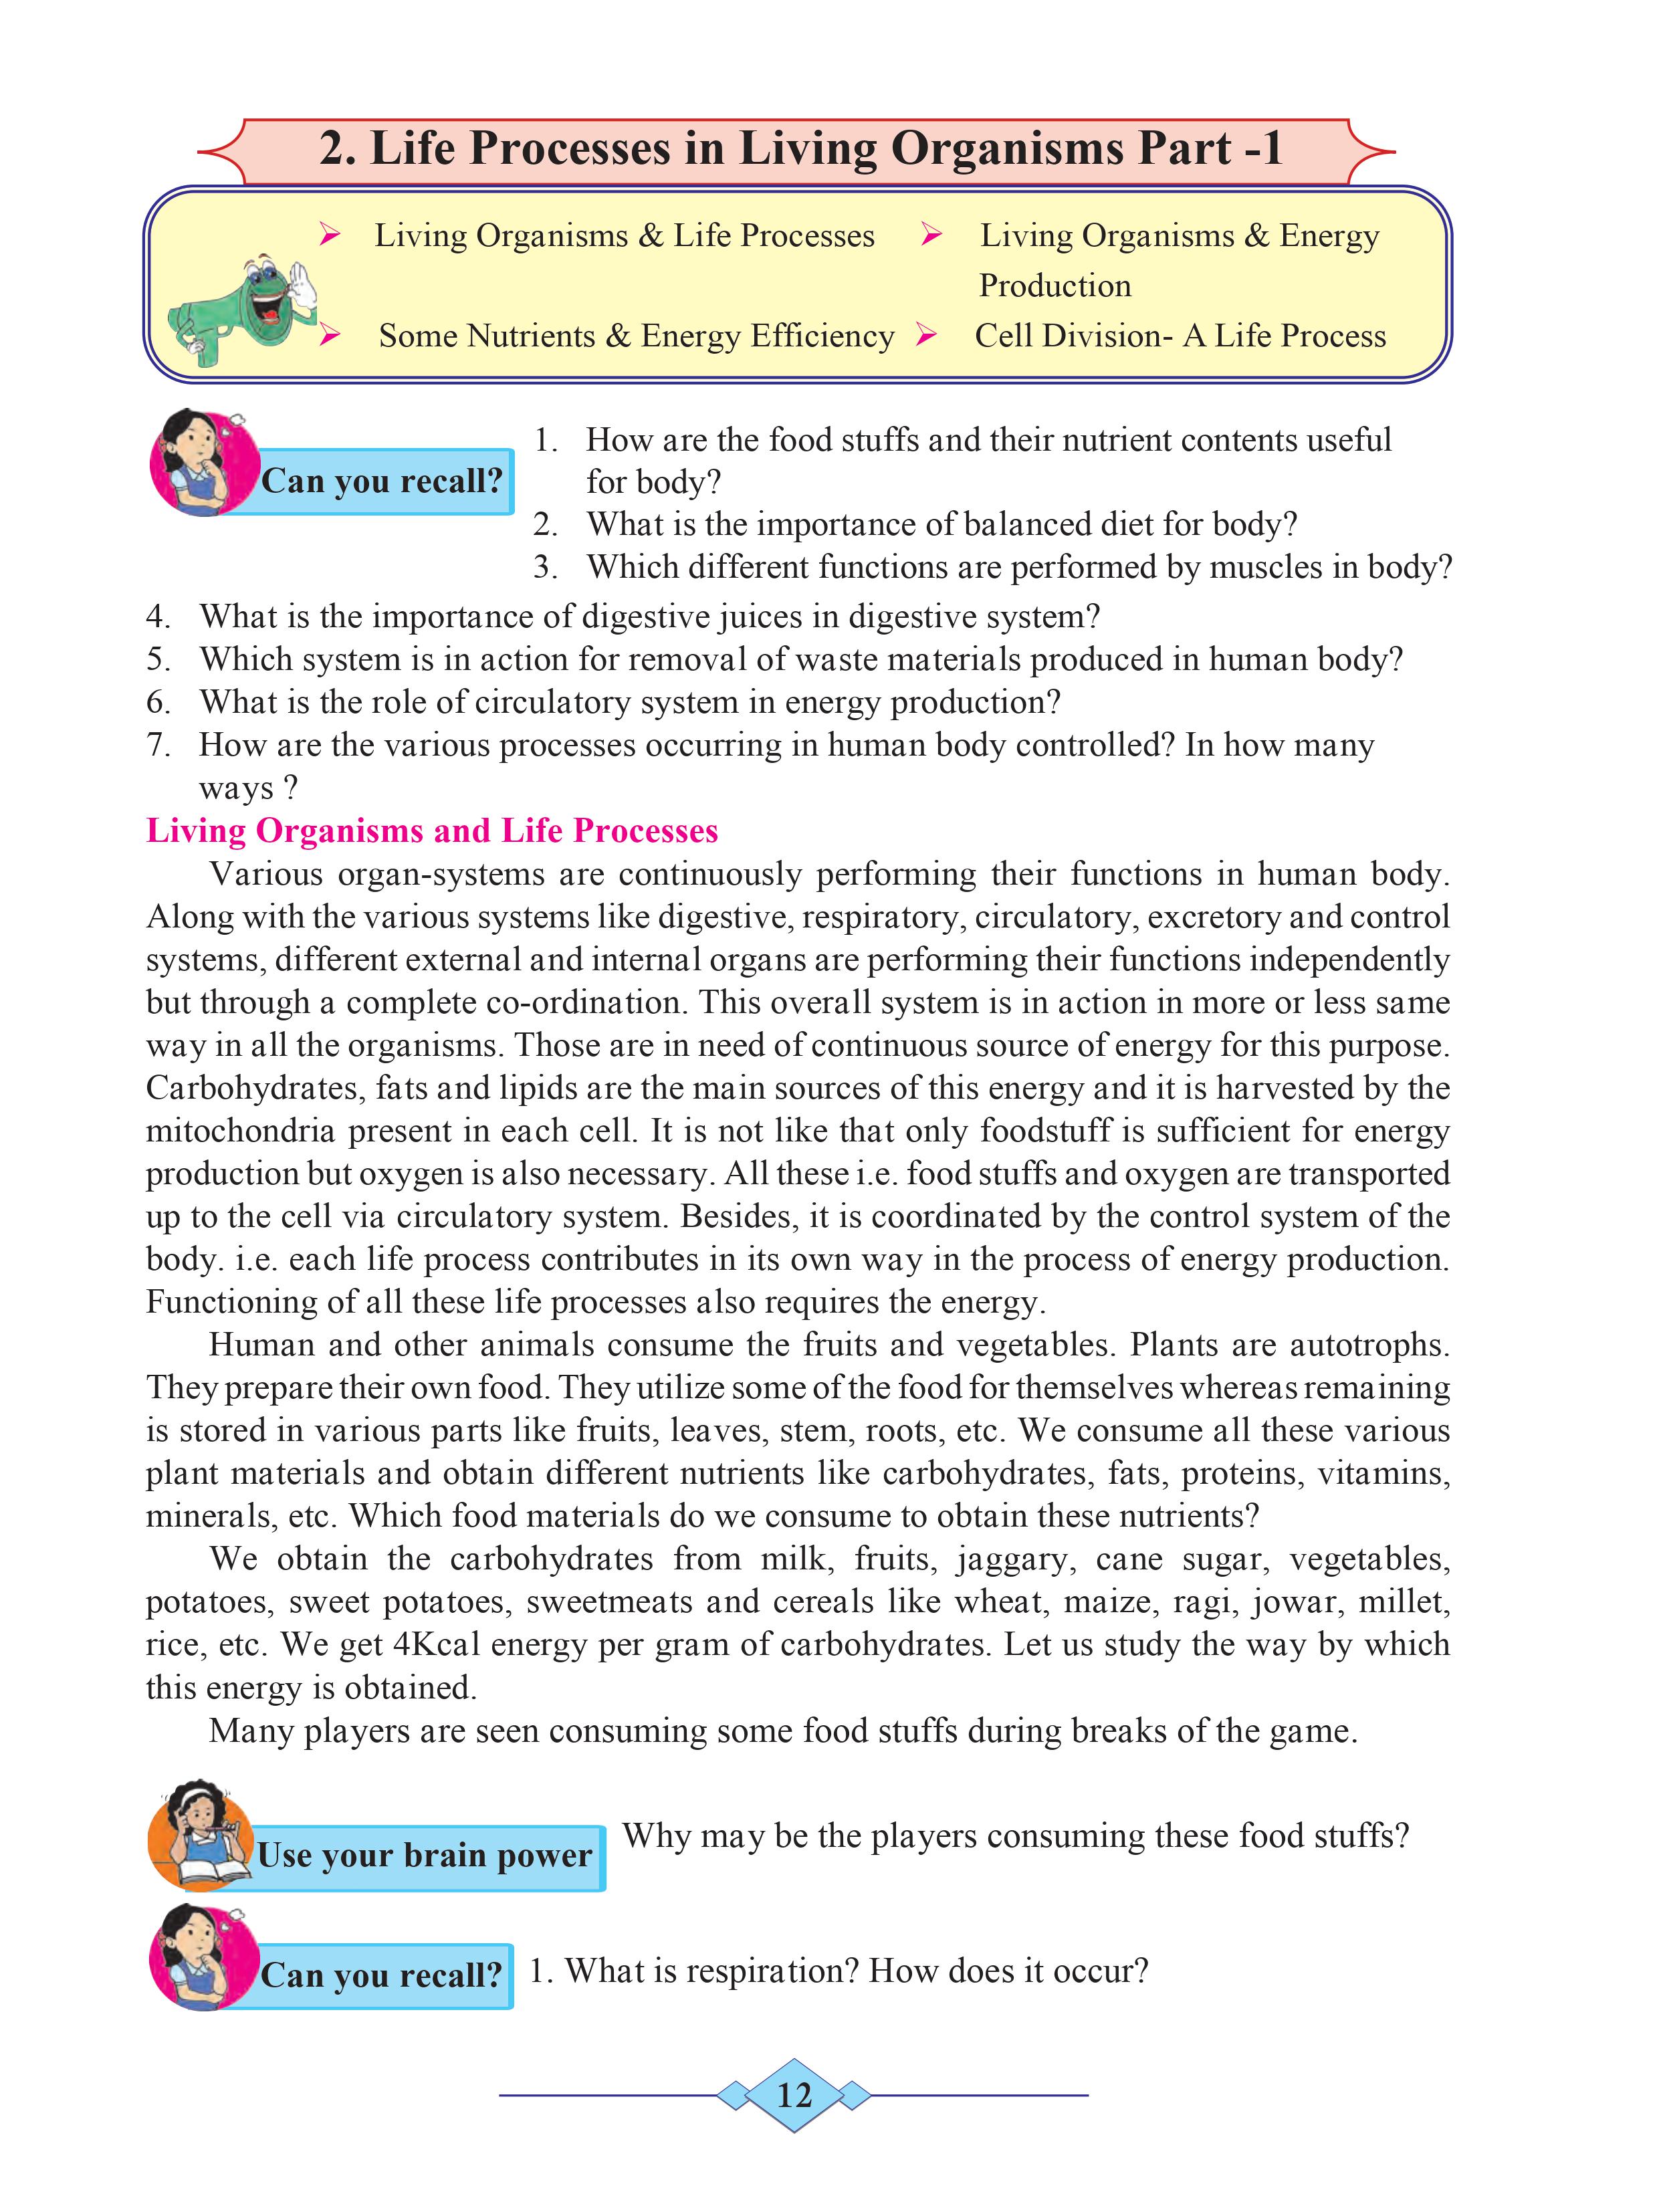 2. Life Processes in Living Organisms Part -1
Living Organisms & Life Processes
Living Organisms & Energy
Production
Some Nutrients & Energy Efficiency
Cell Division- A Life Process
Can you recall?
1. How are the food stuffs and their nutrient contents useful
for body?
2. What is the importance of balanced diet for body?
3. Which different functions are performed by muscles in body?
4. What is the importance of digestive juices in digestive system?
5. Which system is in action for removal of waste materials produced in human body?
6. What is the role of circulatory system in energy production?
7. How are the various processes occurring in human body controlled? In how many
ways ?
Living Organisms and Life Processes
Various organ-systems are continuously performing their functions in human body.
Along with the various systems like digestive, respiratory, circulatory, excretory and control
systems, different external and internal organs are performing their functions independently
but through a complete co-ordination. This overall system is in action in more or less same
way in all the organisms. Those are in need of continuous source of energy for this purpose.
Carbohydrates, fats and lipids are the main sources of this energy and it is harvested by the
mitochondria present in each cell. It is not like that only foodstuff is sufficient for energy
production but oxygen is also necessary. All these i.e. food stuffs and oxygen are transported
up to the cell via circulatory system. Besides, it is coordinated by the control system of the
body. i.e. each life process contributes in its own way in the process of energy production.
Functioning of all these life processes also requires the energy.
Human and other animals consume the fruits and vegetables. Plants are autotrophs.
They prepare their own food. They utilize some of the food for themselves whereas remaining
is stored in various parts like fruits, leaves, stem, roots, etc. We consume all these various
plant materials and obtain different nutrients like carbohydrates, fats, proteins, vitamins,
minerals, etc. Which food materials do we consume to obtain these nutrients?
We obtain the carbohydrates from milk, fruits, jaggary, cane sugar, vegetables,
potatoes, sweet potatoes, sweetmeats and cereals like wheat, maize, ragi, jowar, millet,
rice, etc. We get 4Kcal energy per gram of carbohydrates. Let us study the way by which
this energy is obtained.
Many players are seen consuming some food stuffs during breaks of the game.
Use your brain power
Why may be the players consuming these food stuffs?
Can you recall?
1. What is respiration? How does it occur?
12